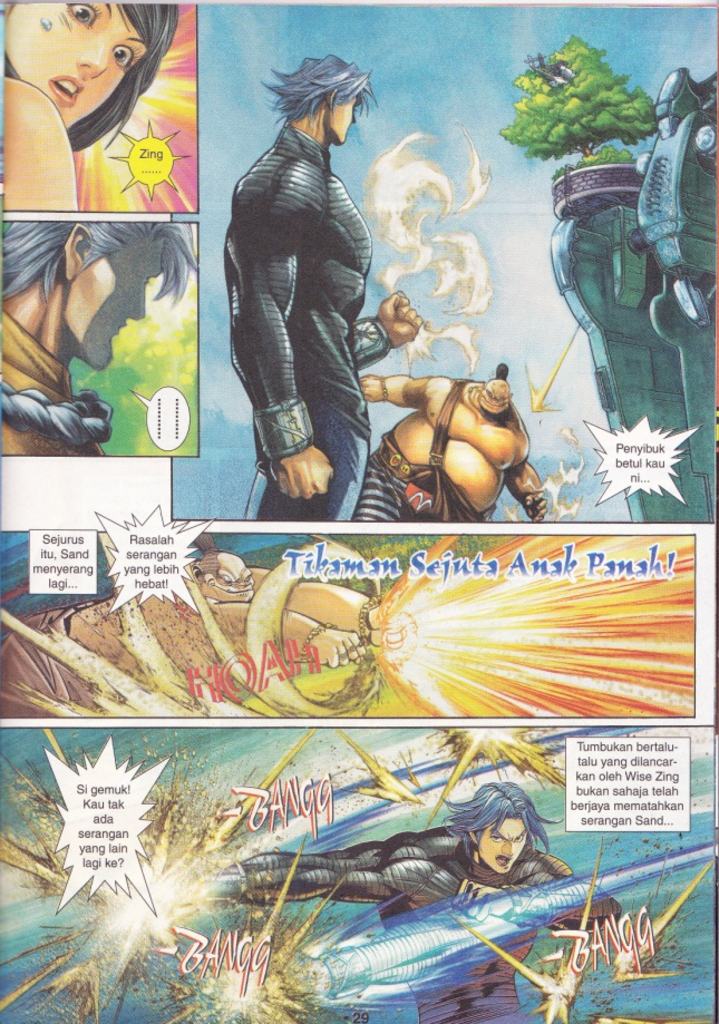 Zing
......
......
Penyibuk
betul kau
ni...
Sejurus
itu, Sand
menyerang
lagi...
Rasalah
serangan
yang lebih
hebat!
Tikaman Sejuta Anak Panah!
HOAH
Si gemuk!
Kau tak
ada
serangan
yang lain
lagi ke?
BANGG
Tumbukan bertalu-
talu yang dilancar-
kan oleh Wise Zing
bukan sahaja telah
berjaya mematahkan
serangan Sand...
BANGG
BANGG
29